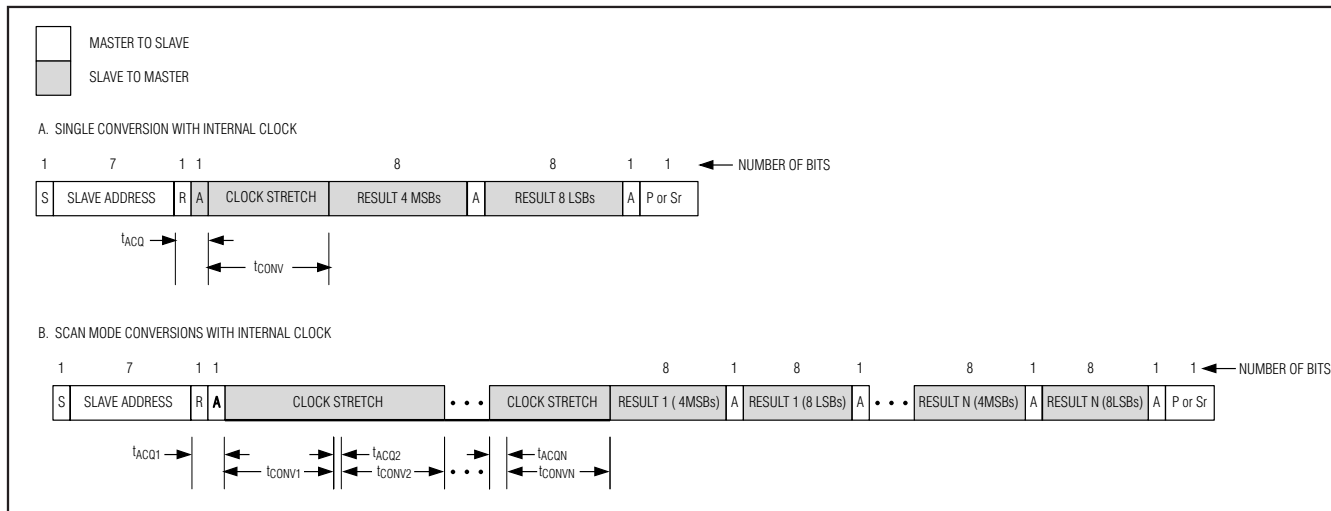 MASTER TO SLAVE
SLAVE TO MASTER
A. SINGLE CONVERSION WITH INTERNAL CLOCK
1 7 1 1 8 8 1 1 NUMBER OF BITS
S SLAVE ADDRESS R A CLOCK STRETCH RESULT 4 MSBs A RESULT 8 LSBs A P or Sr
tACQ
tCONV
B. SCAN MODE CONVERSIONS WITH INTERNAL CLOCK
1 7 1 1 8 1 8 1 8 1 8 1 1 NUMBER OF BITS
S SLAVE ADDRESS R A CLOCK STRETCH • • • CLOCK STRETCH RESULT 1 ( 4MSBs) A RESULT 1 (8 LSBs) A • • • RESULT N (4MSBs) A RESULT N (8LSBs) A P or Sr
tACQ1 tACQ2 tACQN
tCONV1 tCONV2 • • • tCONVN